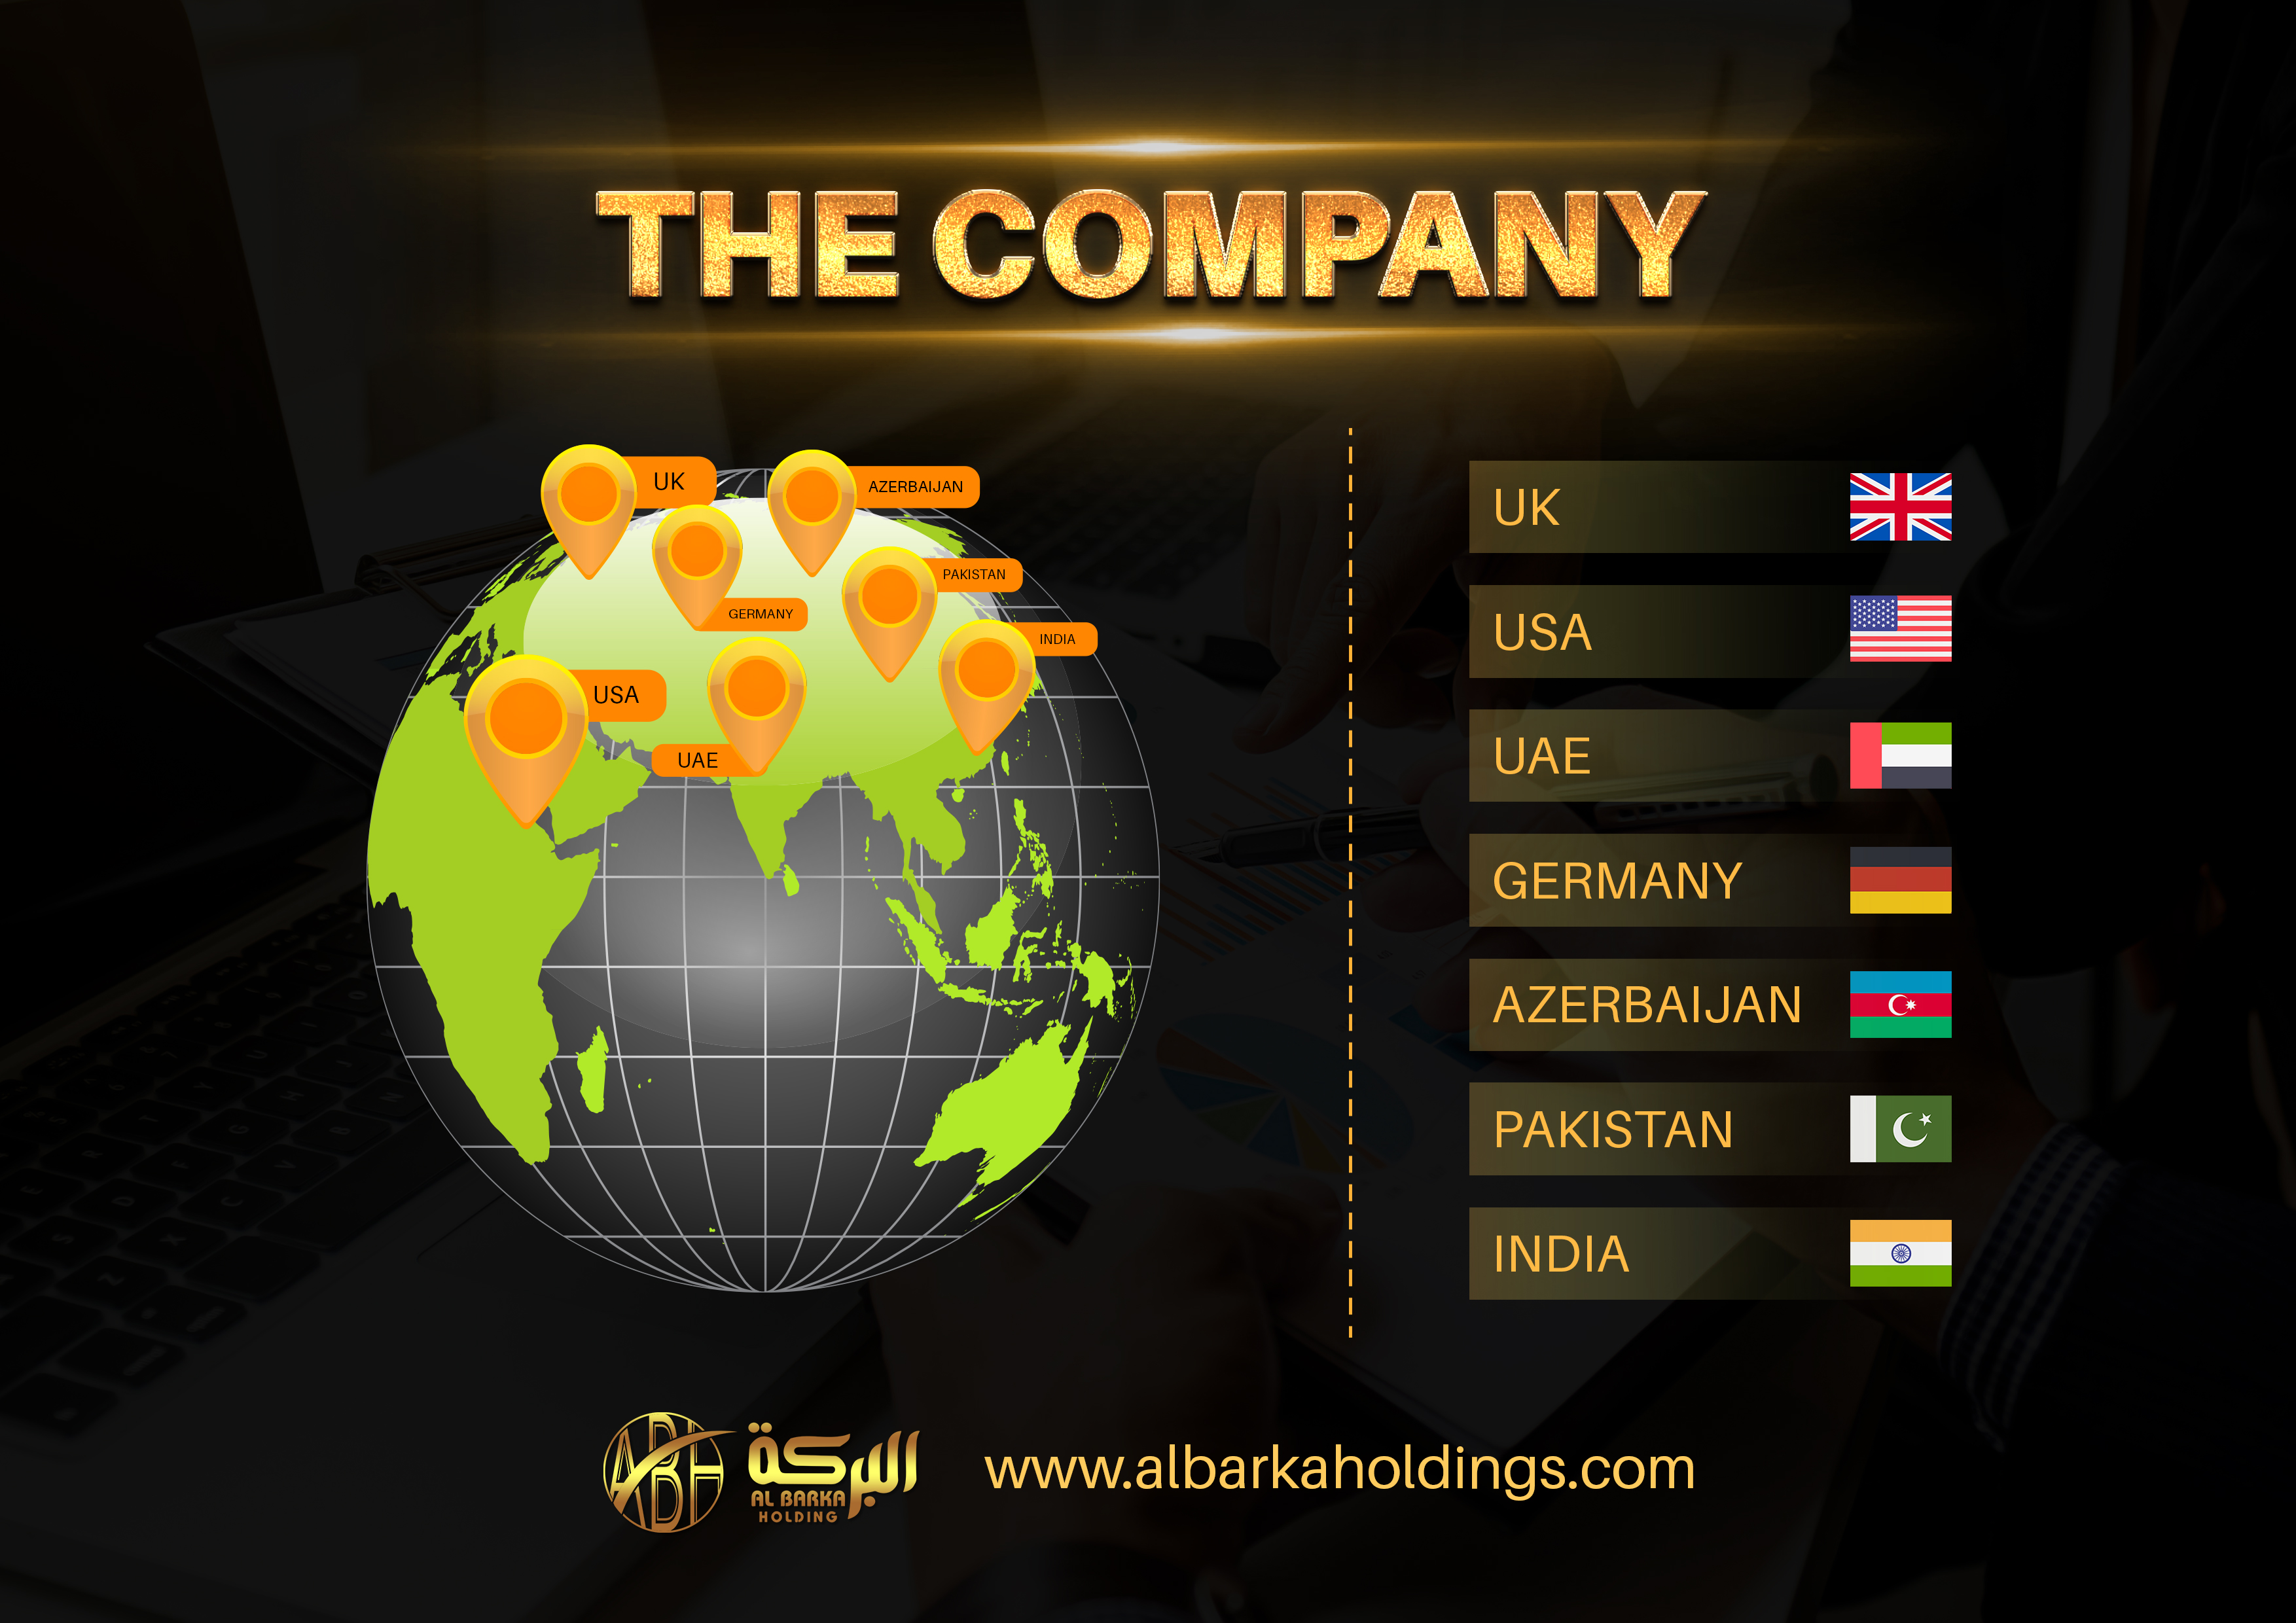 THE COMPANY
UK
AZERBAIJAN
PAKISTAN
GERMANY
INDIA
USA
UAE
UK
USA
UAE
GERMANY
AZERBAIJAN
PAKISTAN
INDIA
ABH
البركة
AL BARKA
HOLDING
www.albarkaholdings.com